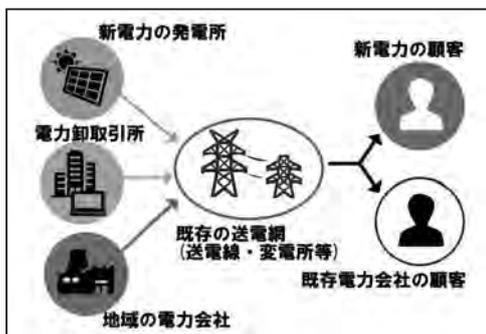 新電力の発電所
新電力の顧客
電力卸取引所
既存の送電網
(送電線・変電所等)
既存電力会社の顧客
地域の電力会社